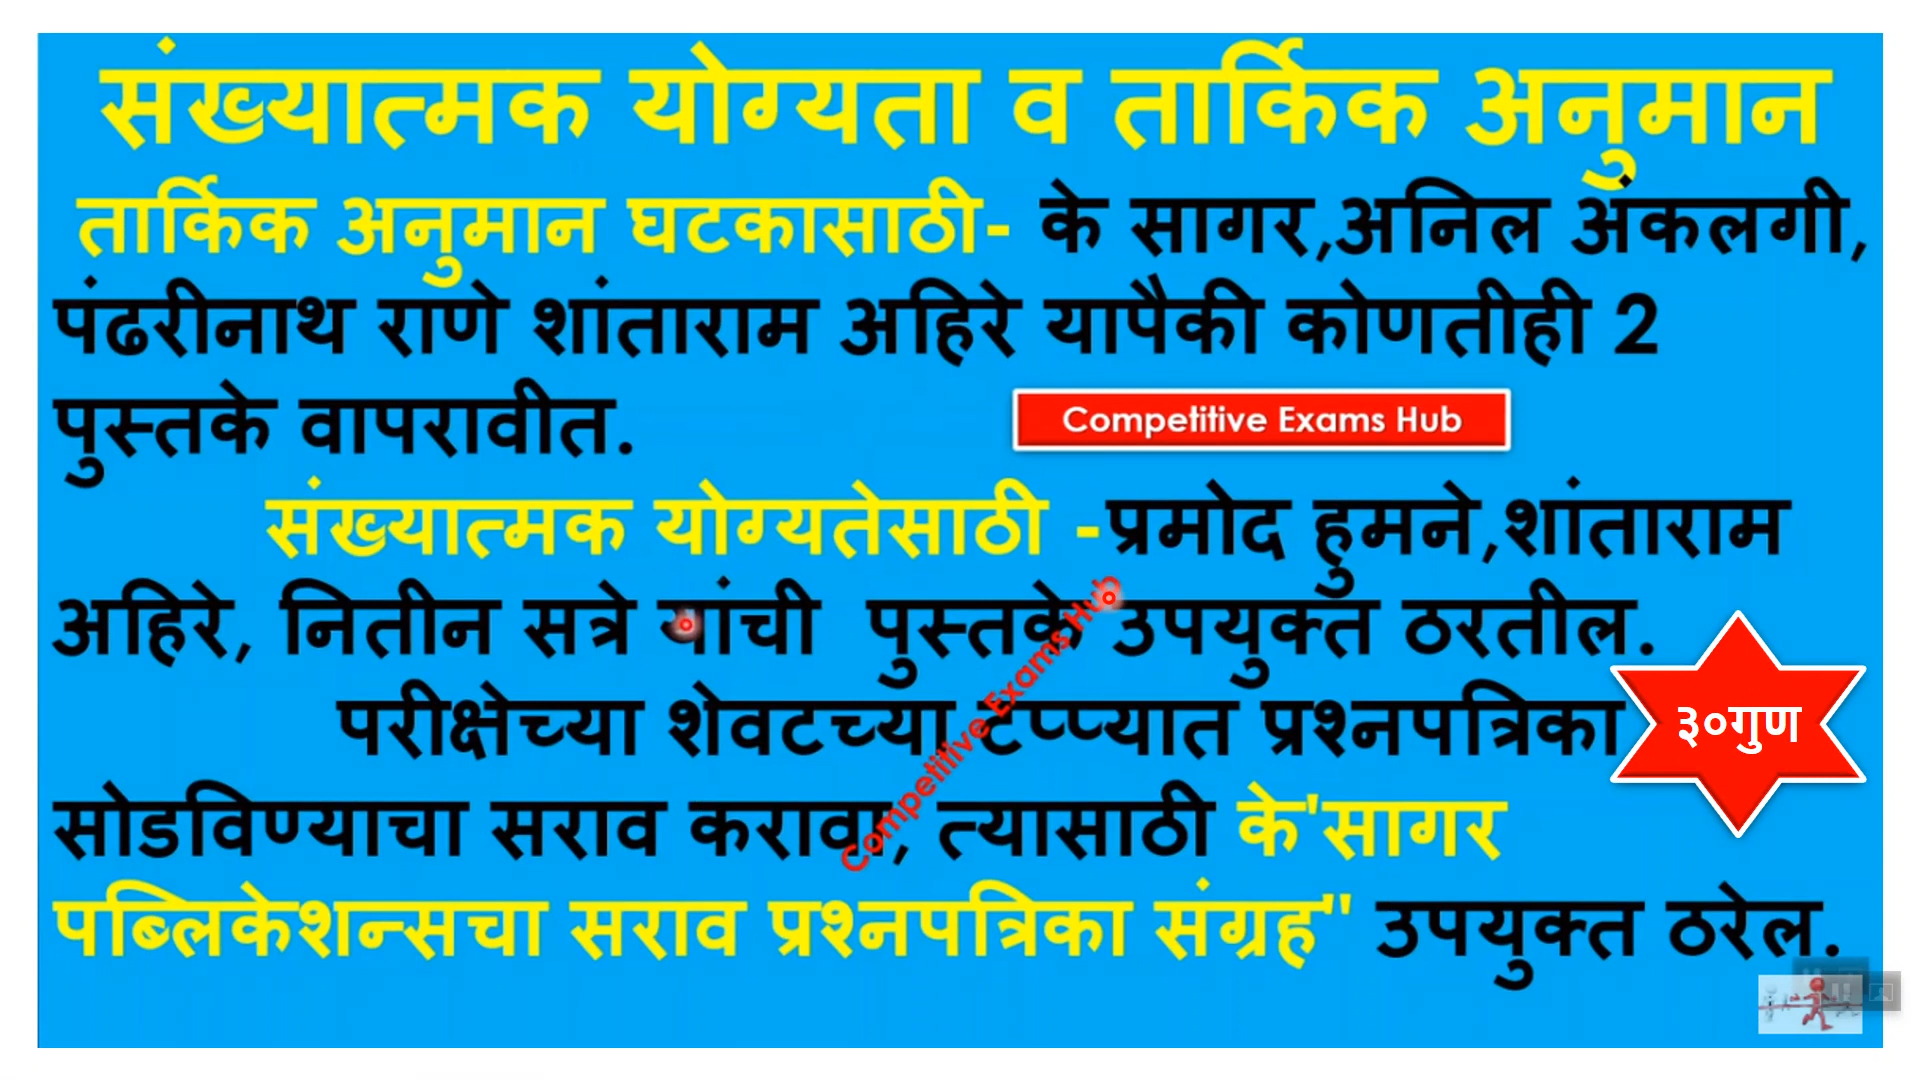 संख्यात्मक योग्यता व तार्किक अनुमान
तार्किक अनुमान घटकासाठी- के सागर,अनिल अंकलगी,
पंढरीनाथ राणे शांताराम अहिरे यापैकी कोणतीही 2
पुस्तके वापरावीत.
Competitive Exams Hub
संख्यात्मक योग्यतेसाठी -प्रमोद हुमने,शांताराम
अहिरे, नितीन सत्रे यांची पुस्तके उपयुक्त ठरतील.
परीक्षेच्या शेवटच्या टप्प्यात प्रश्नपत्रिका
३०गुण
सोडविण्याचा सराव करावा, त्यासाठी के'सागर
पब्लिकेशन्सचा सराव प्रश्नपत्रिका संग्रह" उपयुक्त ठरेल.
Competitive Exams Hub